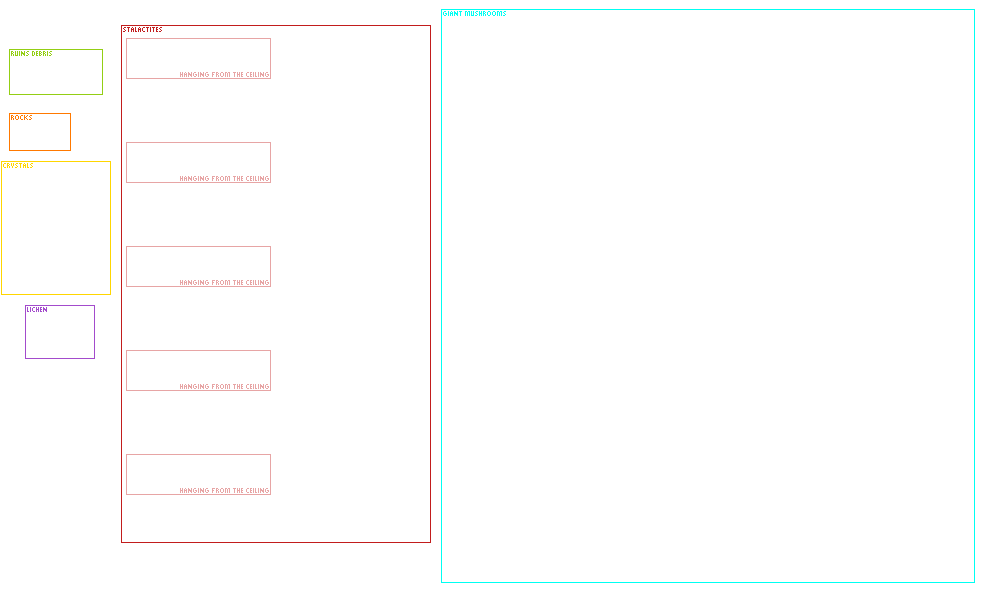 GIANT MUSHROOMS
STALACTITES
RUINS DEBRIS
HANGING FROM THE CEILING
ROCKS
CRYSTALS
HANGING FROM THE CEILING
HANGING FROM THE CEILING
LICHEN
HANGING FROM THE CEILING
HANGING FROM THE CEILING